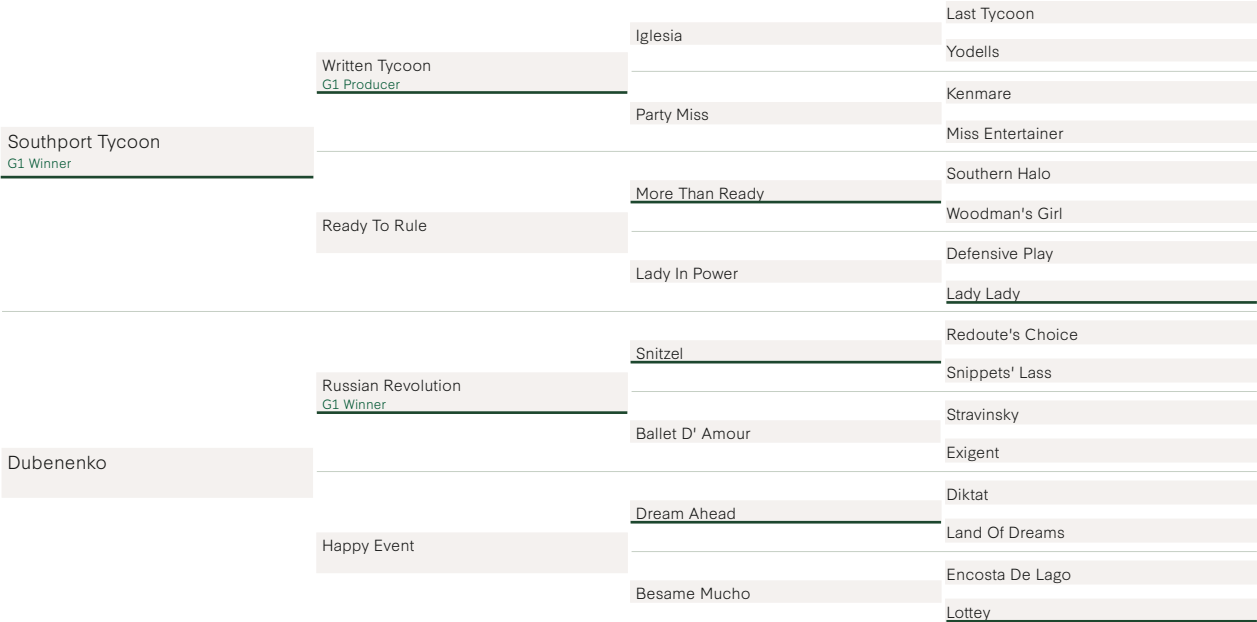 Southport Tycoon
G1 Winner
Dubenenko
Written Tycoon
G1 Producer
Ready To Rule
Russian Revolution
G1 Winner
Happy Event
Iglesia
Party Miss
More Than Ready
Lady In Power
Snitzel
Ballet D' Amour
Dream Ahead
Besame Mucho
Last Tycoon
Yodells
Kenmare
Miss Entertainer
Southern Halo
Woodman's Girl
Defensive Play
Lady Lady
Redoute's Choice
Snippets' Lass
Stravinsky
Exigent
Diktat
Land Of Dreams
Encosta De Lago
Lottey